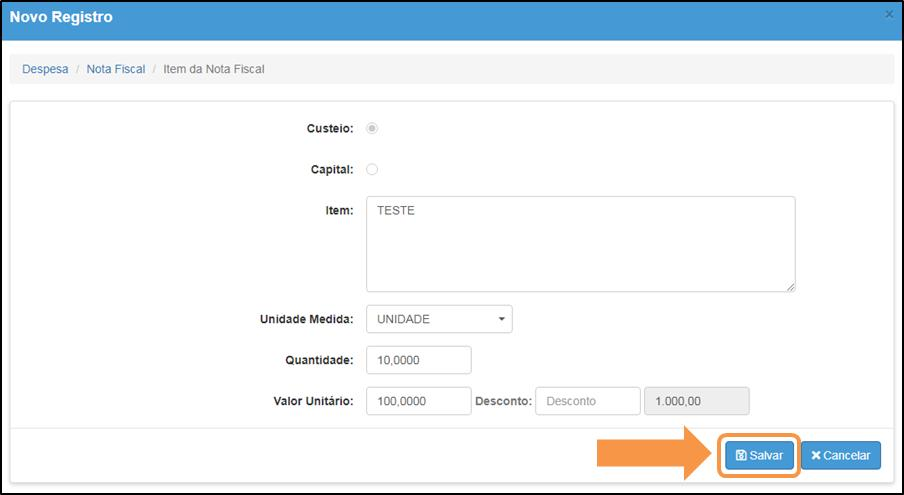 Novo Registro ×
Despesa / Nota Fiscal / Item da Nota Fiscal
Custeio:
Capital:
Item: TESTE
Unidade Medida: UNIDADE
Quantidade: 10,0000
Valor Unitário: 100,0000 Desconto: Desconto 1.000,00
Salvar Cancelar